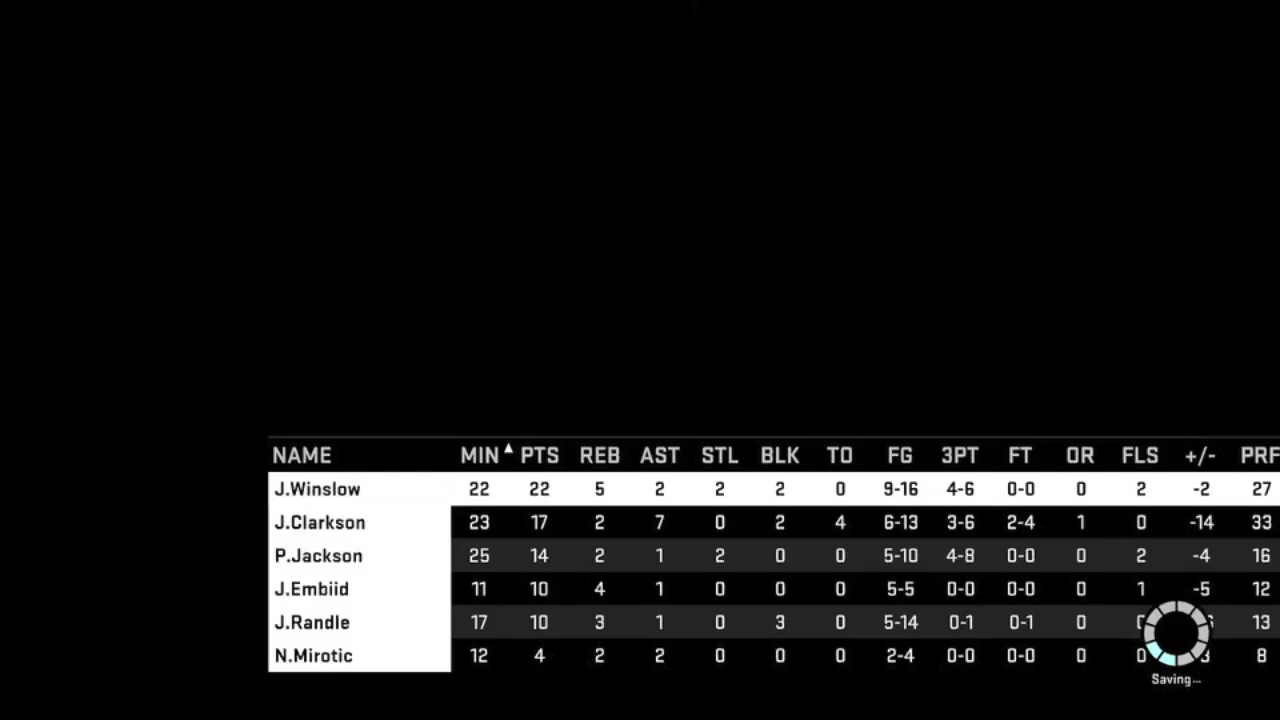 NAME MIN PTS REB AST STL BLK TO FG 3PT FT OR FLS +/- PRF
J.Winslow 22 22 5 2 2 2 0 9-16 4-6 0-0 0 2 -2 27
J.Clarkson 23 17 2 7 0 2 4 6-13 3-6 2-4 1 0 -14 33
P.Jackson 25 14 2 1 2 0 0 5-10 4-8 0-0 0 2 -4 16
J.Embiid 11 10 4 1 0 0 0 5-5 0-0 0-0 0 1 -5 12
J.Randle 17 10 3 1 0 3 0 5-14 0-1 0-1 0 13
N.Mirotic 12 4 2 2 0 0 0 2-4 0-0 0-0 0 0 8
Saving...